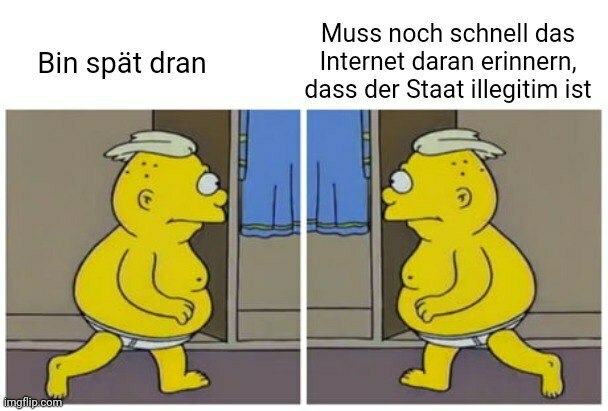 Bin spät dran
Muss noch schnell das
Internet daran erinnern,
dass der Staat illegitim ist
imgflip.com